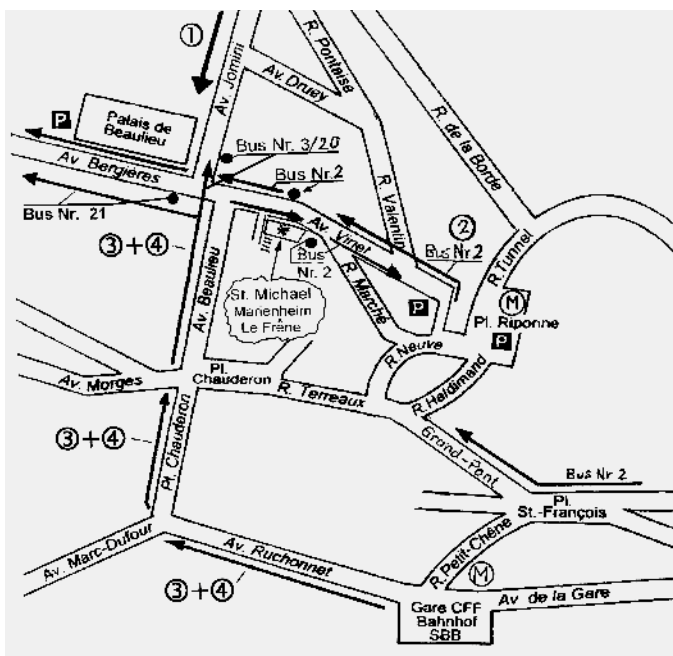 ①
Av. Jomini
R. Pontaise
Av. Druey
R. de la Borde
P
Palais de
Beaulieu
Bus Nr. 3/20
Av. Bergières
Bus Nr.2
R. Valentin
Bus Nr. 21
②
Bus Nr.2
R. Tunnel
③+④
Av. Vinet
Bus
Nr. 2
R. Marché
Av. Beaulieu
St. Michael
Marienheim
Le Frêne
M
P
Pl. Riponne
P
R. Neuve
Av. Morges
Pl.
Chauderon
R. Terreaux
R. Haldimand
③+④
Pl. Chauderon
Grand-Pont
Bus Nr 2
Pl.
St.-François
Av. Marc-Dufour
Av. Ruchonnet
R. Petit-Chêne
M
③+④
Gare CFF
Bahnhof
SBB
Av. de la Gare